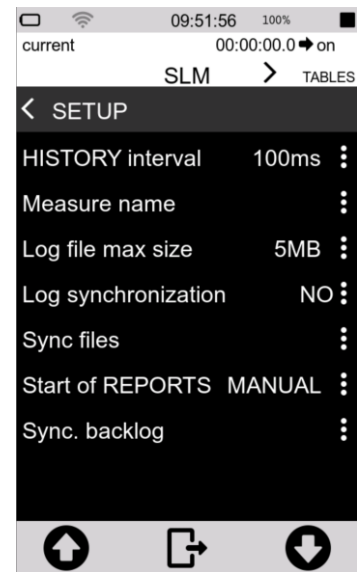 09:51:56 100%
current 00:00:00.0 ➡ on
SLM > TABLES
< SETUP
HISTORY interval 100ms
Measure name
Log file max size 5MB
Log synchronization NO
Sync files
Start of REPORTS MANUAL
Sync. backlog